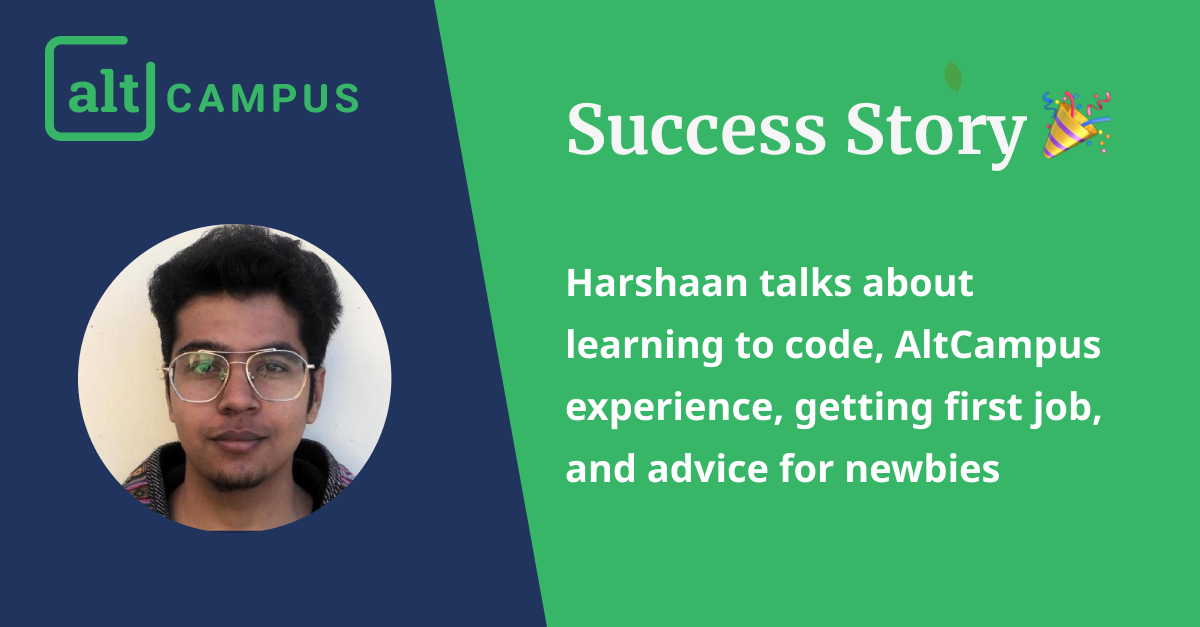 alt CAMPUS
Success Story
Harshaan talks about
learning to code, AltCampus
experience, getting first job,
and advice for newbies